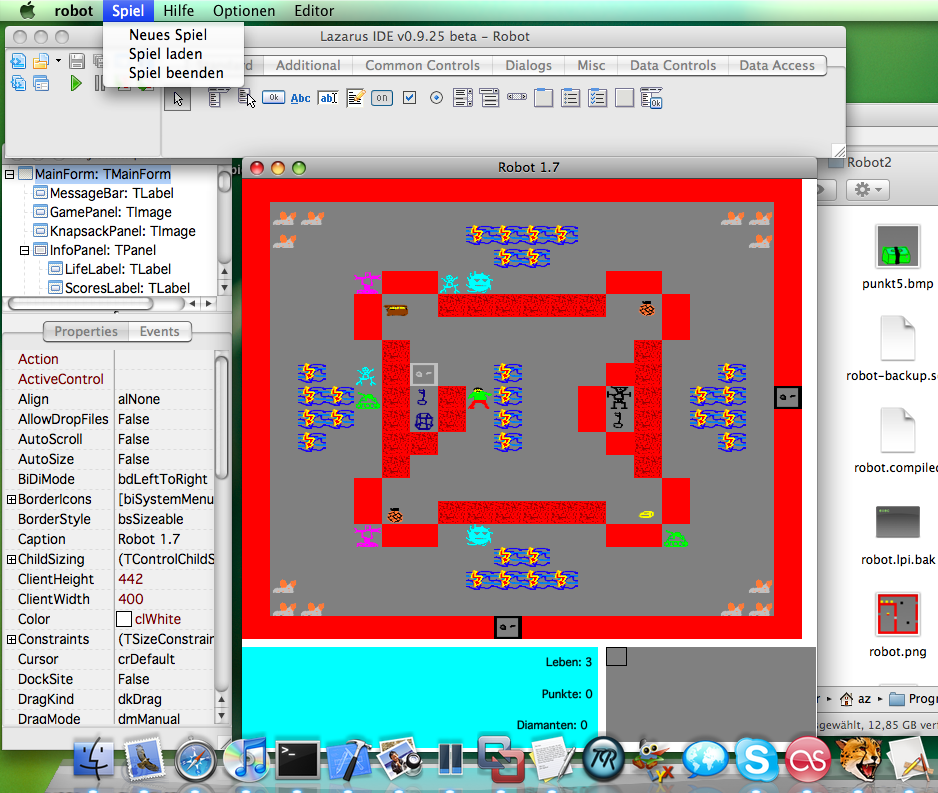 robot Spiel Hilfe Optionen Editor
Neues Spiel
Spiel laden
Spiel beenden
Lazarus IDE v0.9.25 beta - Robot
Additional Common Controls Dialogs Misc Data Controls Data Access
Ok Abc ab on Ok
MainForm: TMainForm
MessageBar: TLabel
GamePanel: TImage
KnapsackPanel: TImage
InfoPanel: TPanel
LifeLabel: TLabel
ScoresLabel: TLabel
Properties Events
Action
ActiveControl
Align alNone
AllowDropFiles False
AutoScroll False
AutoSize False
BiDiMode bdLeftToRight
BorderIcons [biSystemMenu
BorderStyle bsSizeable
Caption Robot 1.7
ChildSizing (TControlChildS
ClientHeight 442
ClientWidth 400
Color clWhite
Constraints (TSizeConstrain
Cursor crDefault
DockSite False
DragKind dkDrag
DragMode dmManual
Robot 1.7
Leben: 3
Punkte: 0
Diamanten: 0
Robot2
punkt5.bmp
robot-backup.s
robot.compiled
robot.lpi.bak
robot.png
az Progr
gewählt, 12,85 GB ver